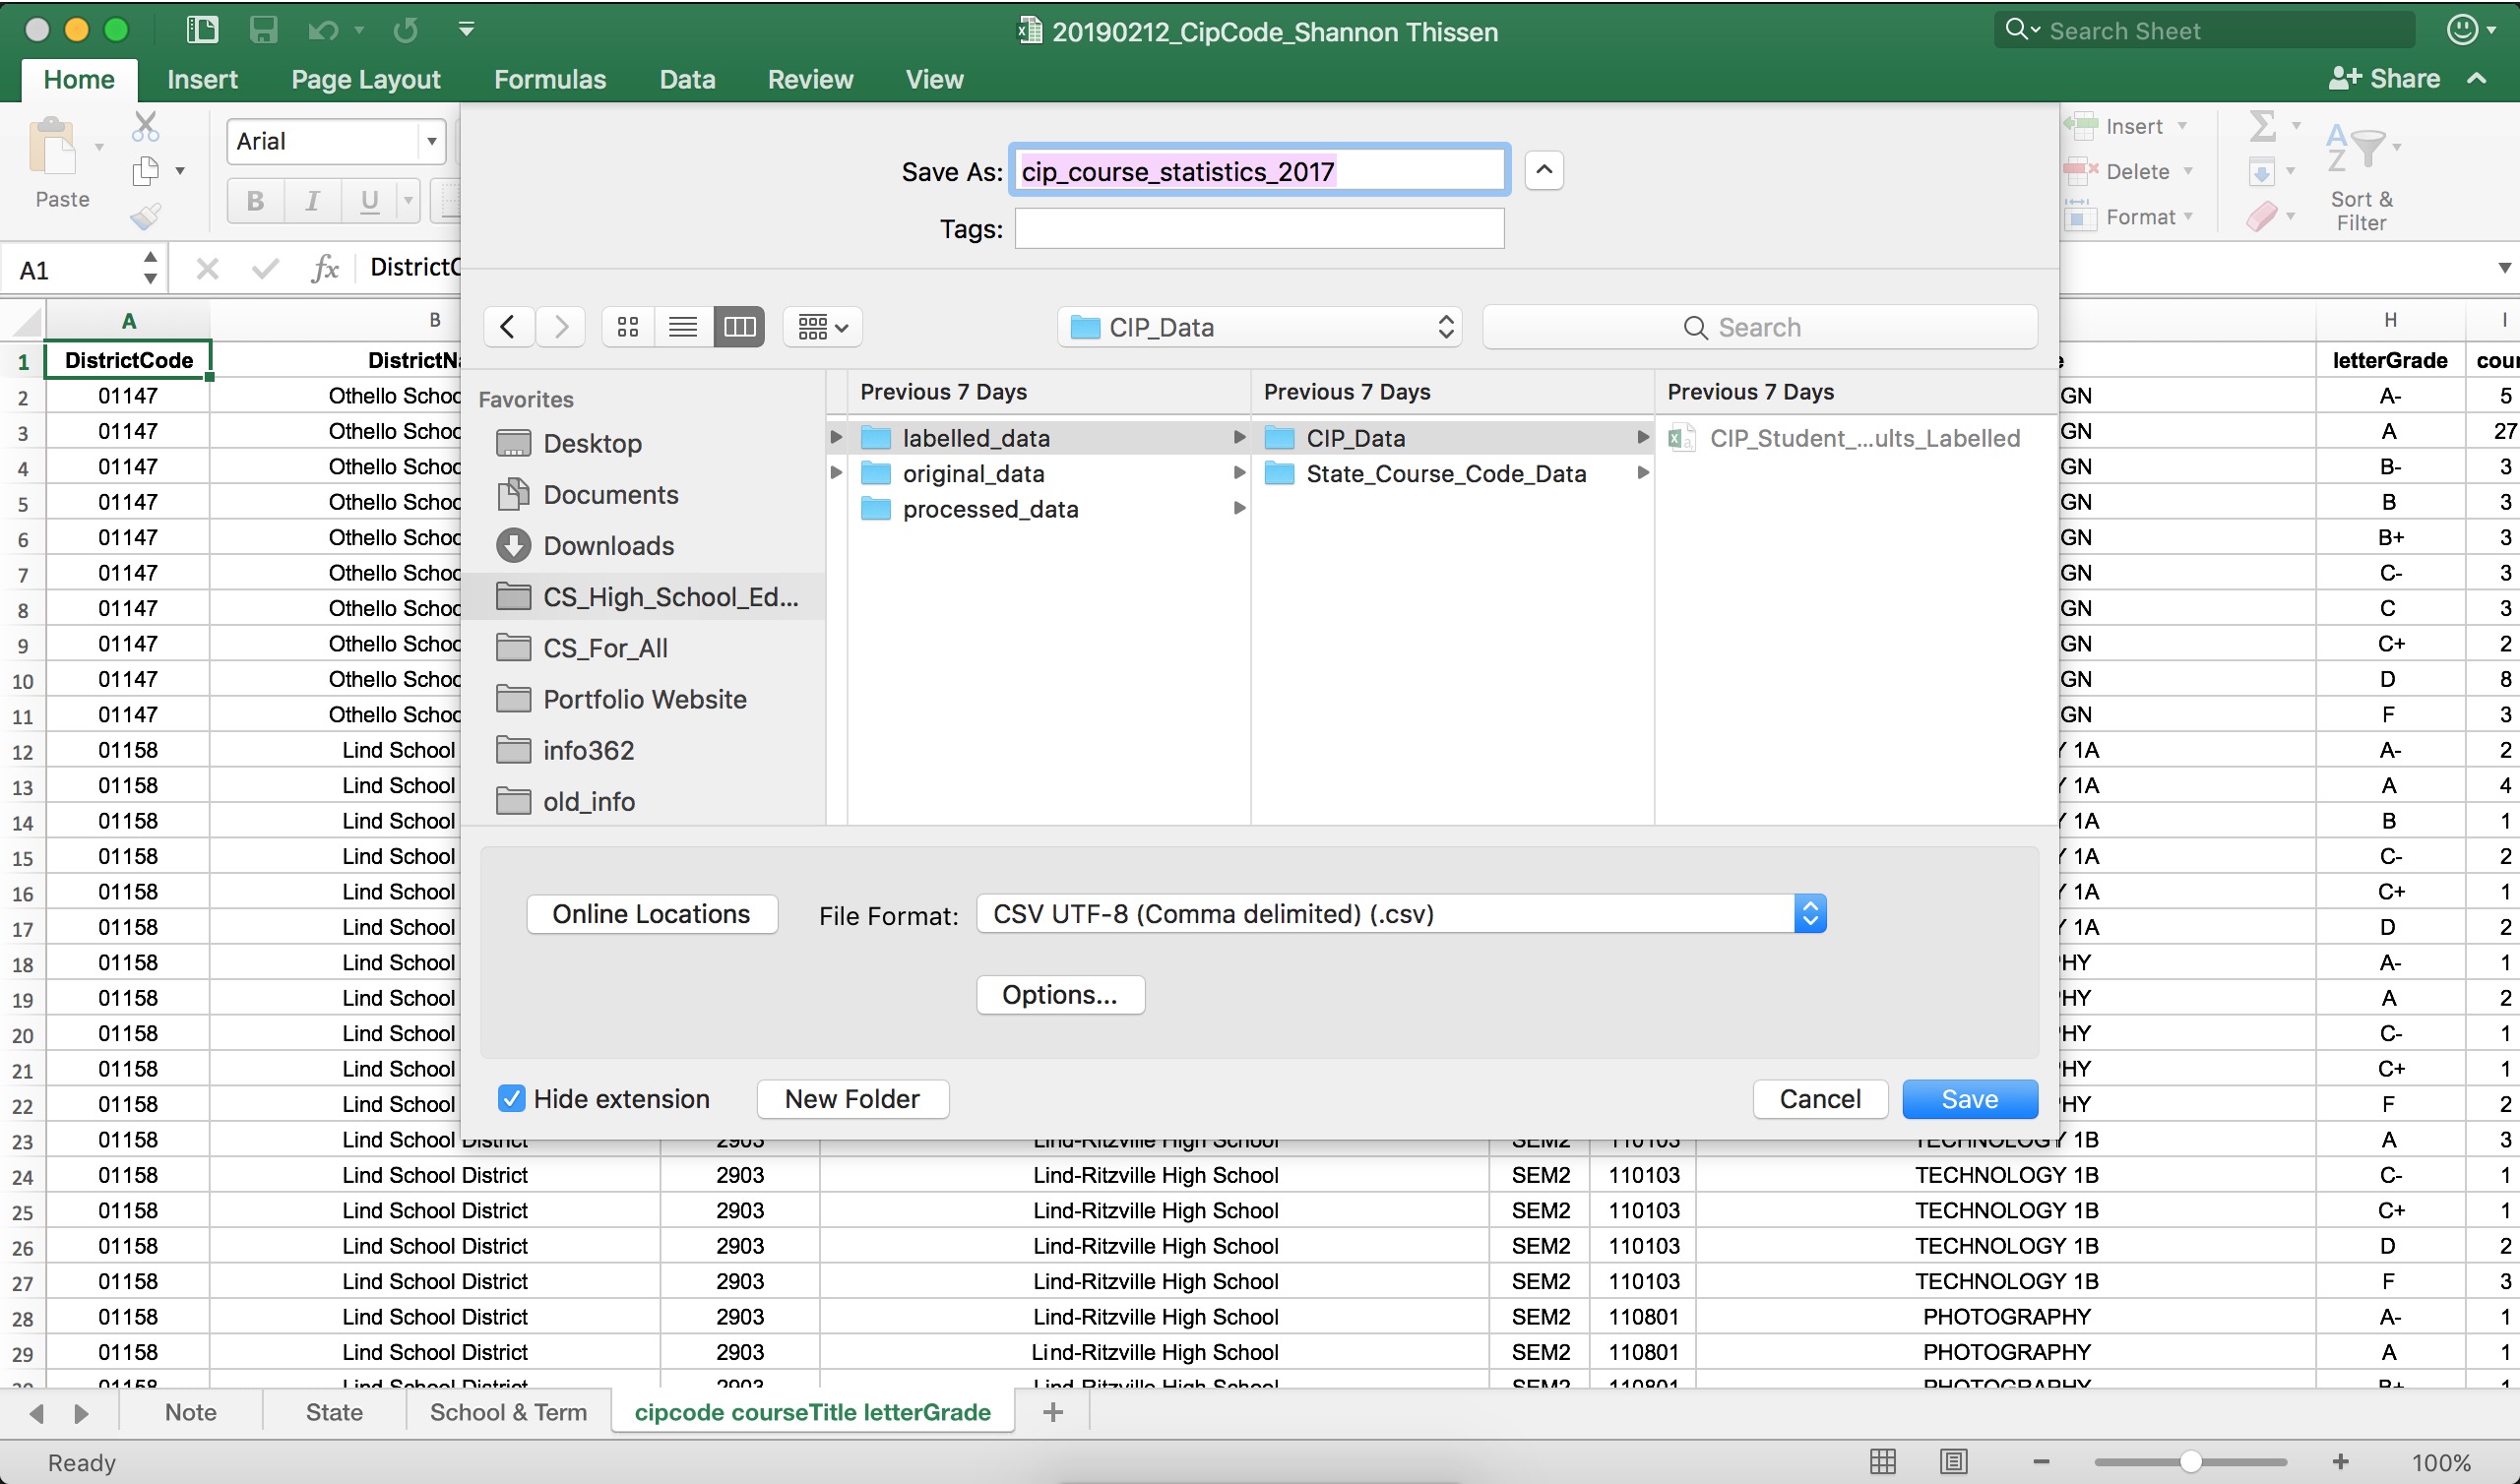 20190212_CipCode_Shannon Thissen
Search Sheet
Home Insert Page Layout Formulas Data Review View
Share
Paste
Arial
B I U
Insert
Delete
Format
Sort &
Filter
A1
fx
Save As: cip_course_statistics_2017
Tags:
CIP_Data
Search
Favorites
Desktop
Documents
Downloads
CS_High_School_Ed...
CS_For_All
Portfolio Website
info362
old_info
Previous 7 Days
labelled_data
original_data
processed_data
Previous 7 Days
CIP_Data
State_Course_Code_Data
Previous 7 Days
CIP_Student_...ults_Labelled
Online Locations
File Format: CSV UTF-8 (Comma delimited) (.csv)
Options...
Hide extension
New Folder
Cancel
Save
A B H I
1 DistrictCode letterGrade
2 01147 Othello GN A- 5
3 01147 Othello GN A 27
4 01147 Othello GN B- 3
5 01147 Othello GN B 3
6 01147 Othello GN B+ 3
7 01147 Othello GN C- 3
8 01147 Othello GN C 3
9 01147 Othello GN C+ 2
10 01147 Othello GN D 8
11 01147 Othello GN F 3
12 01158 Lind School 1A A- 2
13 01158 Lind School 1A A 4
14 01158 Lind School 1A B 1
15 01158 Lind School 1A C- 2
16 01158 Lind School 1A C+ 1
17 01158 Lind School 1A D 2
18 01158 Lind School HY A- 1
19 01158 Lind School HY A 2
20 01158 Lind School HY C- 1
21 01158 Lind School HY C+ 1
22 01158 Lind School HY F 2
23 01158 Lind School District 2903 Lind-Ritzville High School SEM2 110103 TECHNOLOGY 1B A 3
24 01158 Lind School District 2903 Lind-Ritzville High School SEM2 110103 TECHNOLOGY 1B C- 1
25 01158 Lind School District 2903 Lind-Ritzville High School SEM2 110103 TECHNOLOGY 1B C+ 1
26 01158 Lind School District 2903 Lind-Ritzville High School SEM2 110103 TECHNOLOGY 1B D 2
27 01158 Lind School District 2903 Lind-Ritzville High School SEM2 110103 TECHNOLOGY 1B F 3
28 01158 Lind School District 2903 Lind-Ritzville High School SEM2 110801 PHOTOGRAPHY A- 1
29 01158 Lind School District 2903 Lind-Ritzville High School SEM2 110801 PHOTOGRAPHY A 1
Note State School & Term cipcode courseTitle letterGrade
Ready
100%